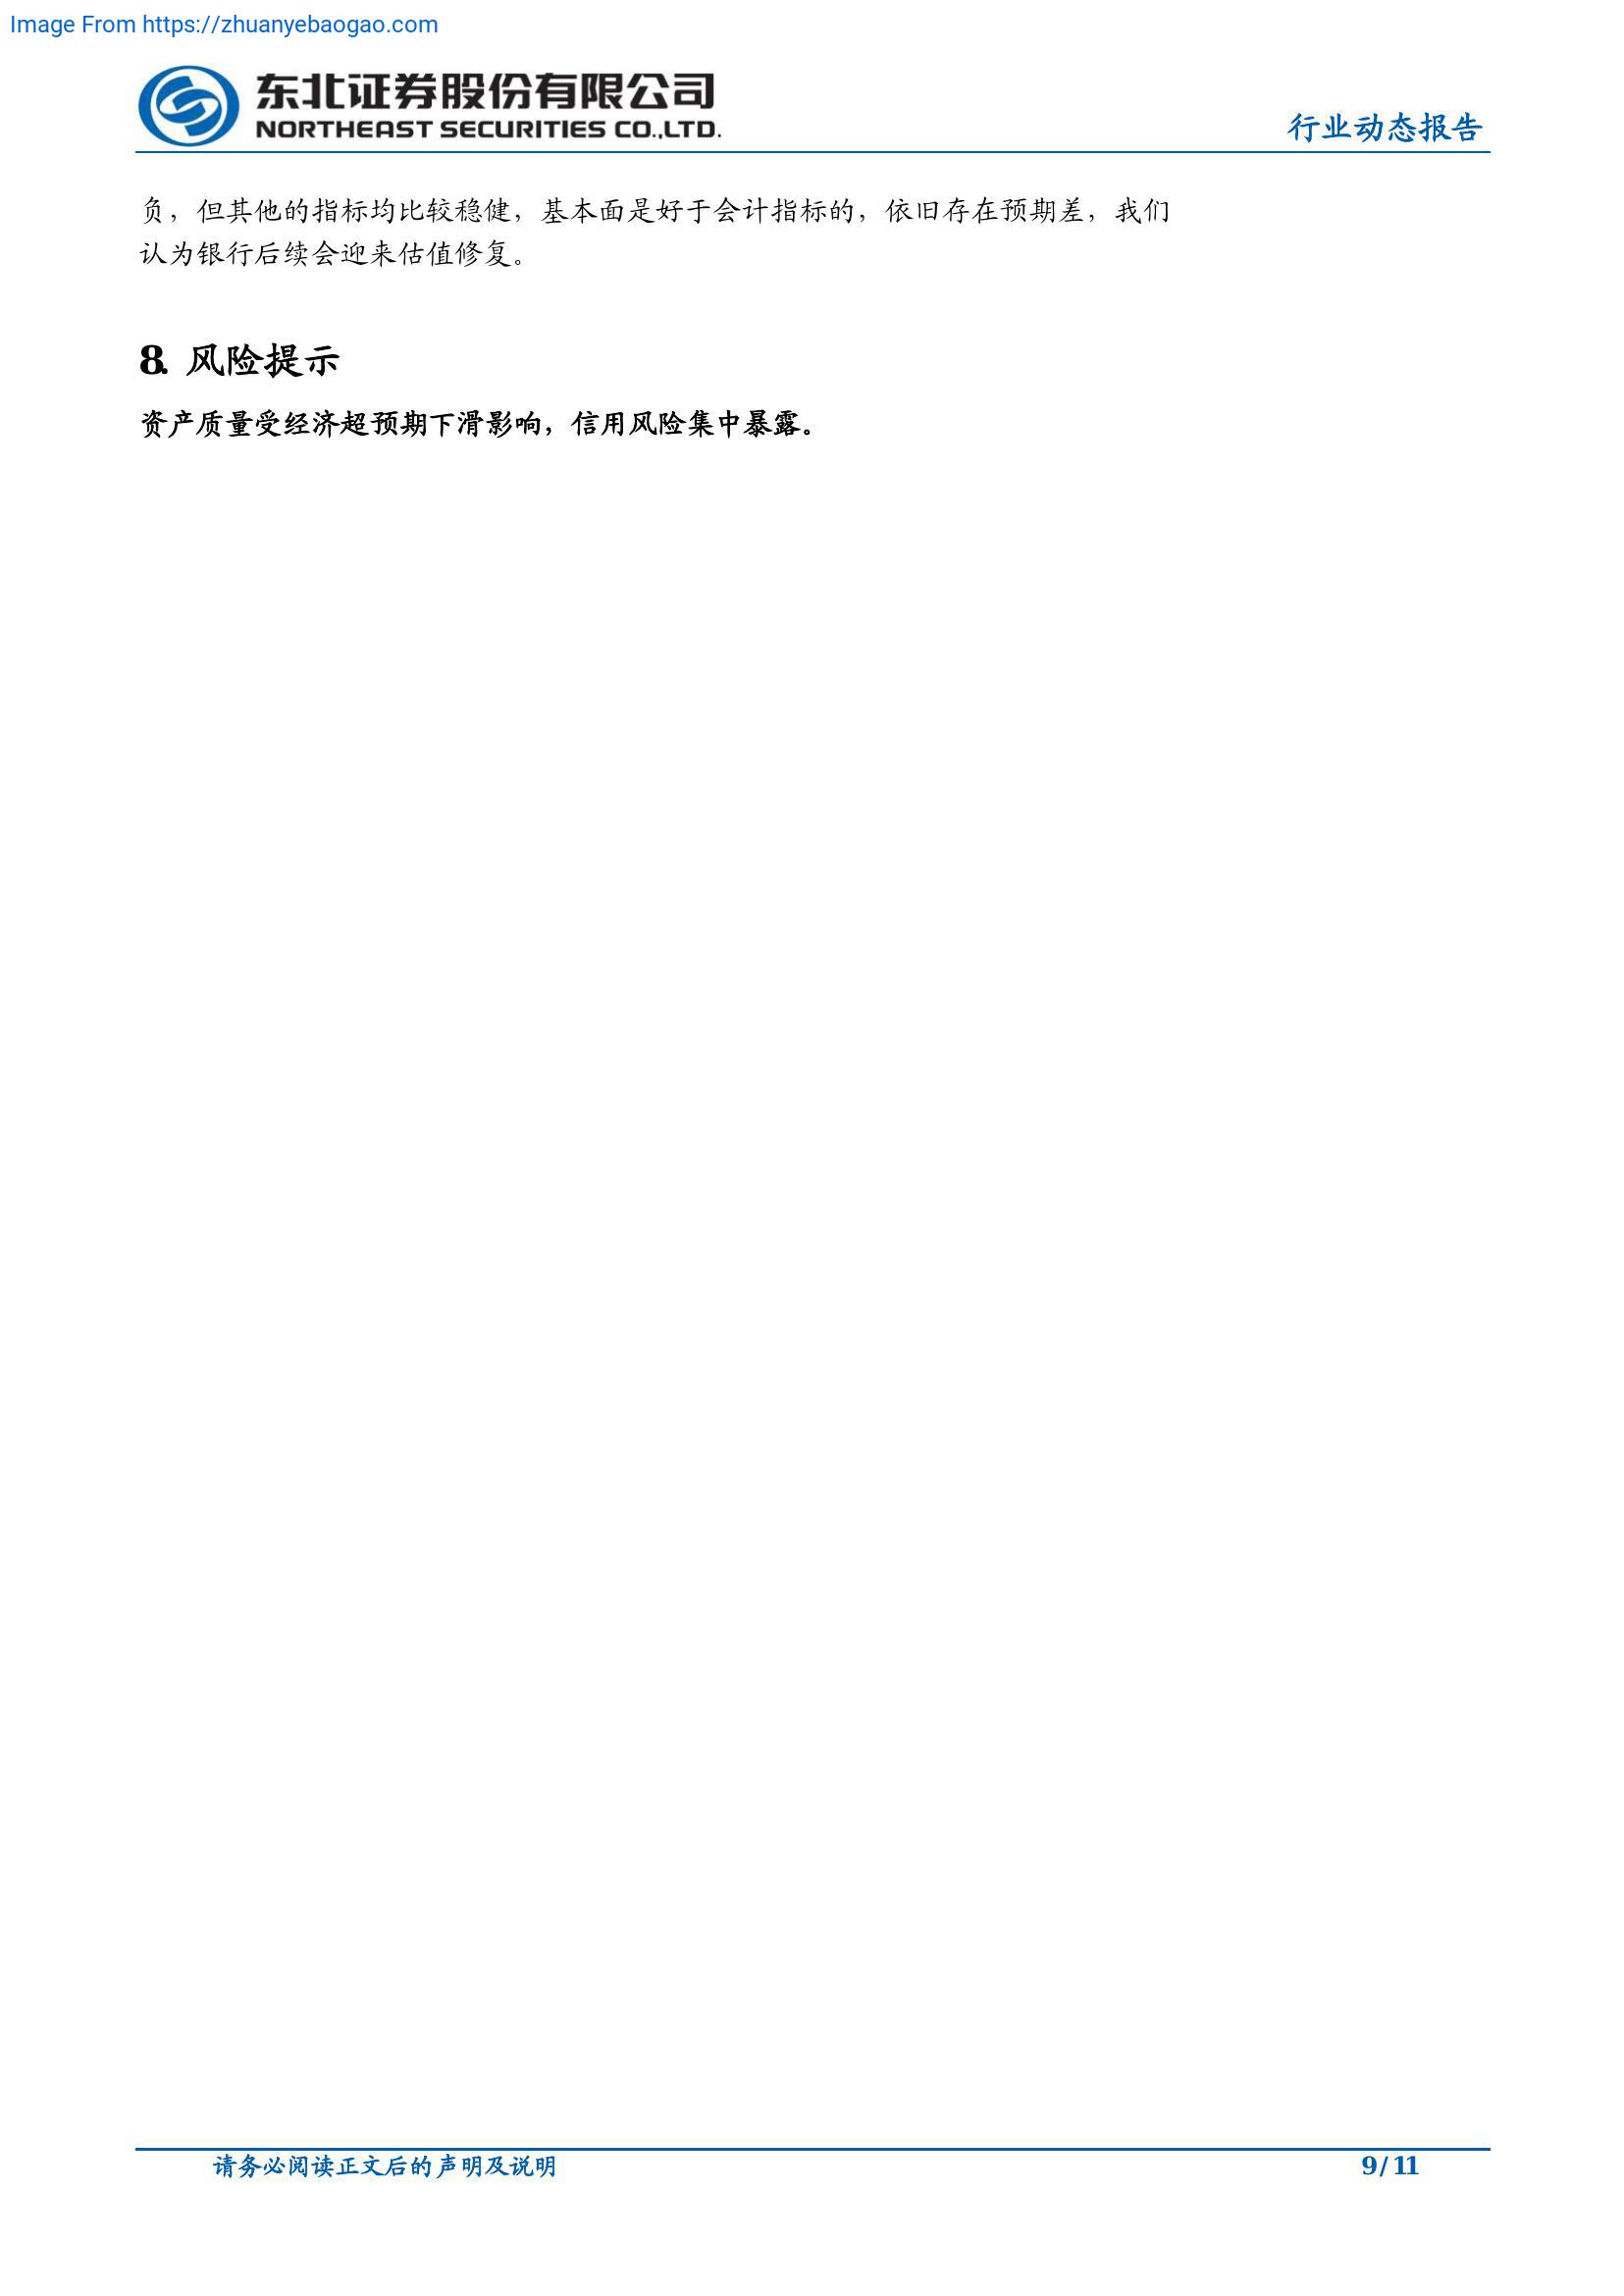 Image From https://zhuanyebaogao.com
东北证券股份有限公司
NORTHEAST SECURITIES CO.,LTD.
行业动态报告
负，但其他的指标均比较稳健，基本面是好于会计指标的，依旧存在预期差，我们
认为银行后续会迎来估值修复。
8. 风险提示
资产质量受经济超预期下滑影响，信用风险集中暴露。
请务必阅读正文后的声明及说明
9/11